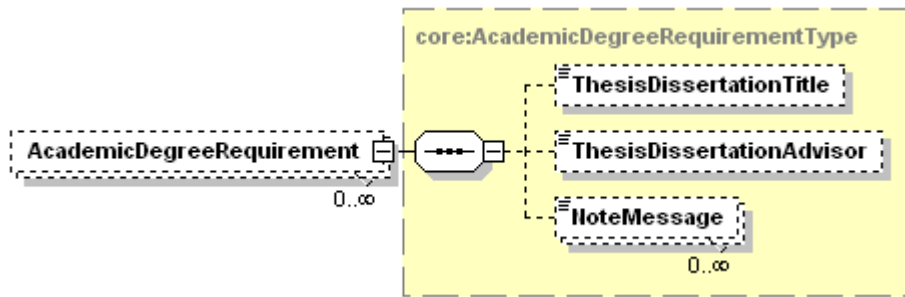 core:AcademicDegreeRequirementType
ThesisDissertationTitle
AcademicDegreeRequirement
0..∞
ThesisDissertationAdvisor
NoteMessage
0..∞